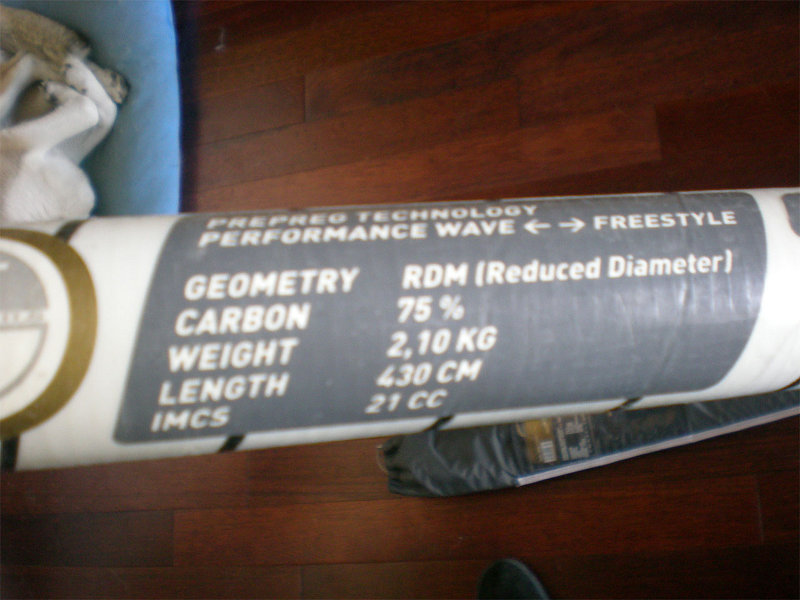 PREPREG TECHNOLOGY
PERFORMANCE WAVE ← → FREESTYLE
GEOMETRY RDM (Reduced Diameter)
CARBON 75 %
WEIGHT 2,10 KG
LENGTH 430 CM
IMCS 21 CC